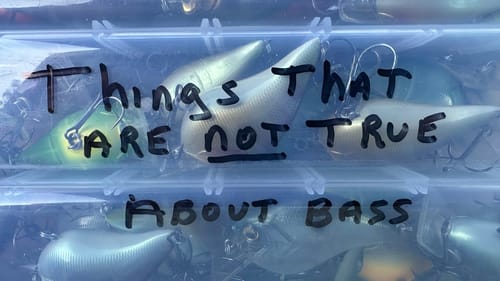 Things THAT
ARE NOT TRUE
ABOUT BASS